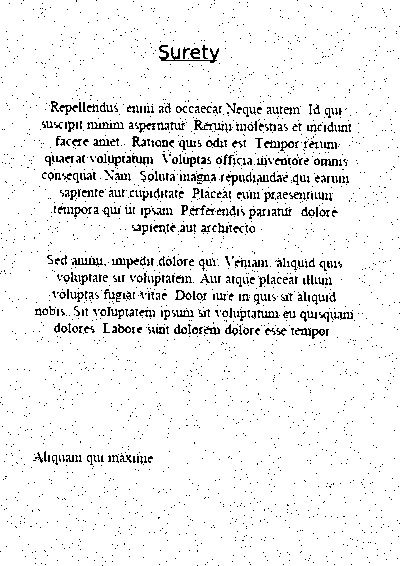 Surety
Repellendus enim ad occaecat Neque autem. Id qui
suscipit minim aspernatur. Rerum molestias et incidunt
facere amet. Ratione quis odit est. Tempor rerum
quaerat voluptatum. Voluptas officia inventore omnis
consequat. Nam. Soluta magna repudiandae qui earum
sapiente aut cupiditate. Placeat eum praesentium
tempora qui ut ipsam. Perferendis pariatur dolore
sapiente aut architecto
Sed animi, impedit dolore qui. Veniam, aliquid quis
voluptate sit voluptatem. Aut atque placeat illum
voluptas fugiat vitae. Dolor iure in quis sit aliquid
nobis. Sit voluptatem ipsum sit voluptatum eu quisquam
dolores. Labore sunt dolorem dolore esse tempor
Aliquam qui maxime